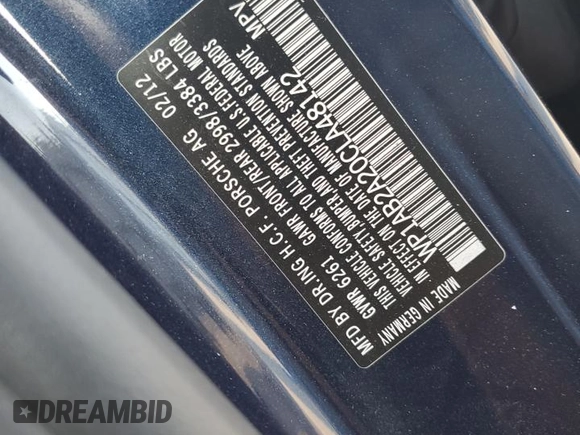 MFD BY DR.ING H.C.F. PORSCHE AG 02/12
GVWR 6261 GAWR FRONT/REAR 2998/3384 LBS
THIS VEHICLE CONFORMS TO ALL APPLICABLE U.S FEDERAL MOTOR
VEHICLE SAFETY, BUMPER AND THEFT PREVENTION STANDARDS
IN EFFECT ON THE DATE OF MANUFACTURE SHOWN ABOVE
WP1AB2A20CLA48142 MPV
MADE IN GERMANY
DREAMBID